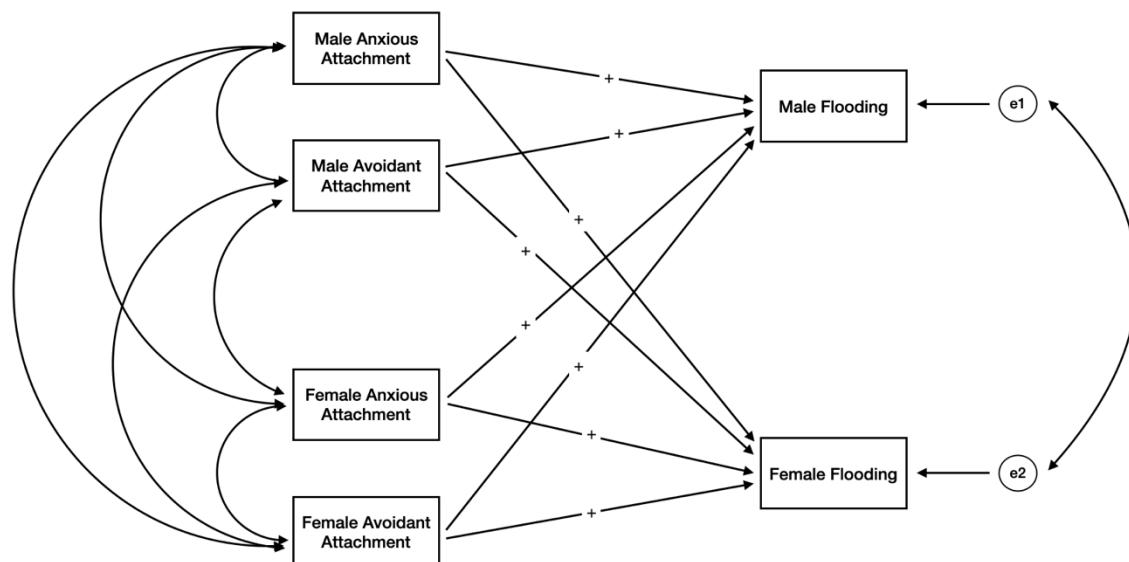 Male Anxious
Attachment
+
Male Flooding
e1
+
Male Avoidant
Attachment
+
+
+
+
Female Anxious
Attachment
+
Female Flooding
e2
Female Avoidant
Attachment
+